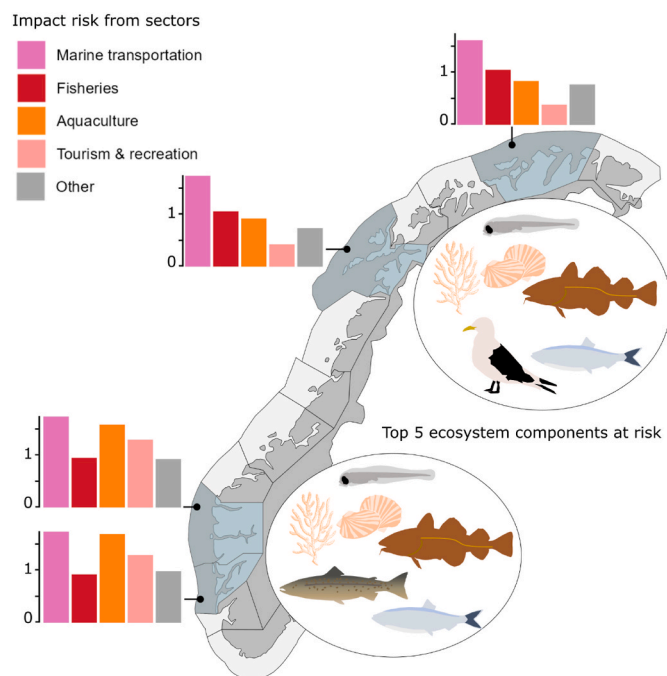 Impact risk from sectors
Marine transportation
Fisheries
Aquaculture
Tourism & recreation
Other
1
0
1
0
Top 5 ecosystem components at risk
1
0
1
0